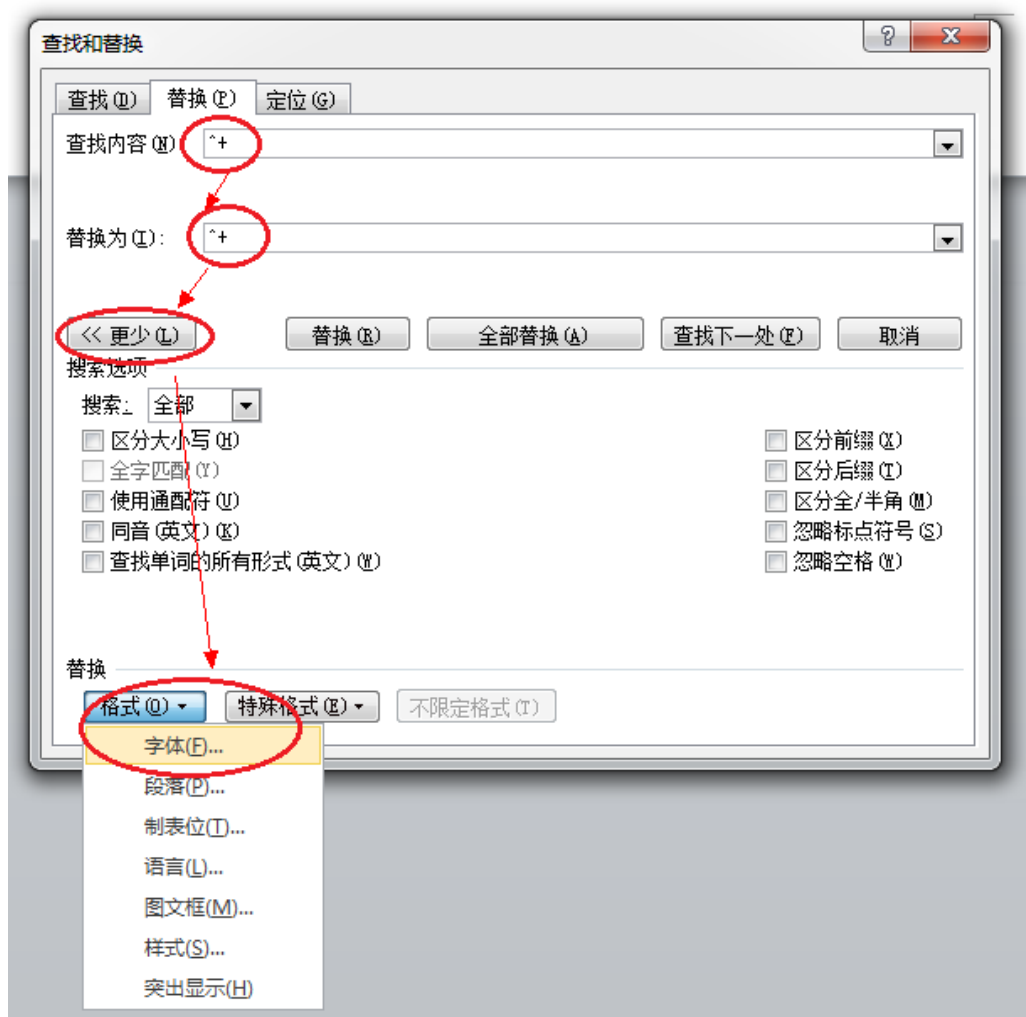 查找和替换
查找(D) 替换(P) 定位(G)
查找内容(N) ^+
替换为(I): ^+
<< 更少(L) 替换(R) 全部替换(A) 查找下一处(F) 取消
搜索选项
搜索: 全部
区分大小写(H) 区分前缀(X)
全字匹配(Y) 区分后缀(T)
使用通配符(U) 区分全/半角(M)
同音(英文)(K) 忽略标点符号(S)
查找单词的所有形式(英文)(W) 忽略空格(W)
替换
格式(O) 特殊格式(E) 不限定格式(T)
字体(F)...
段落(P)...
制表位(T)...
语言(L)...
图文框(M)...
样式(S)...
突出显示(H)